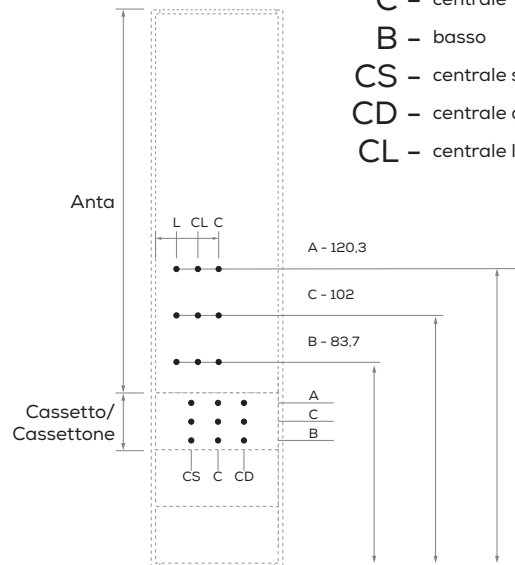 C – centrale
B – basso
CS – centrale
CD – centrale
CL – centrale
Anta
L CL C
A - 120,3
C - 102
B - 83,7
Cassetto/
Cassettone
A
C
B
CS C CD